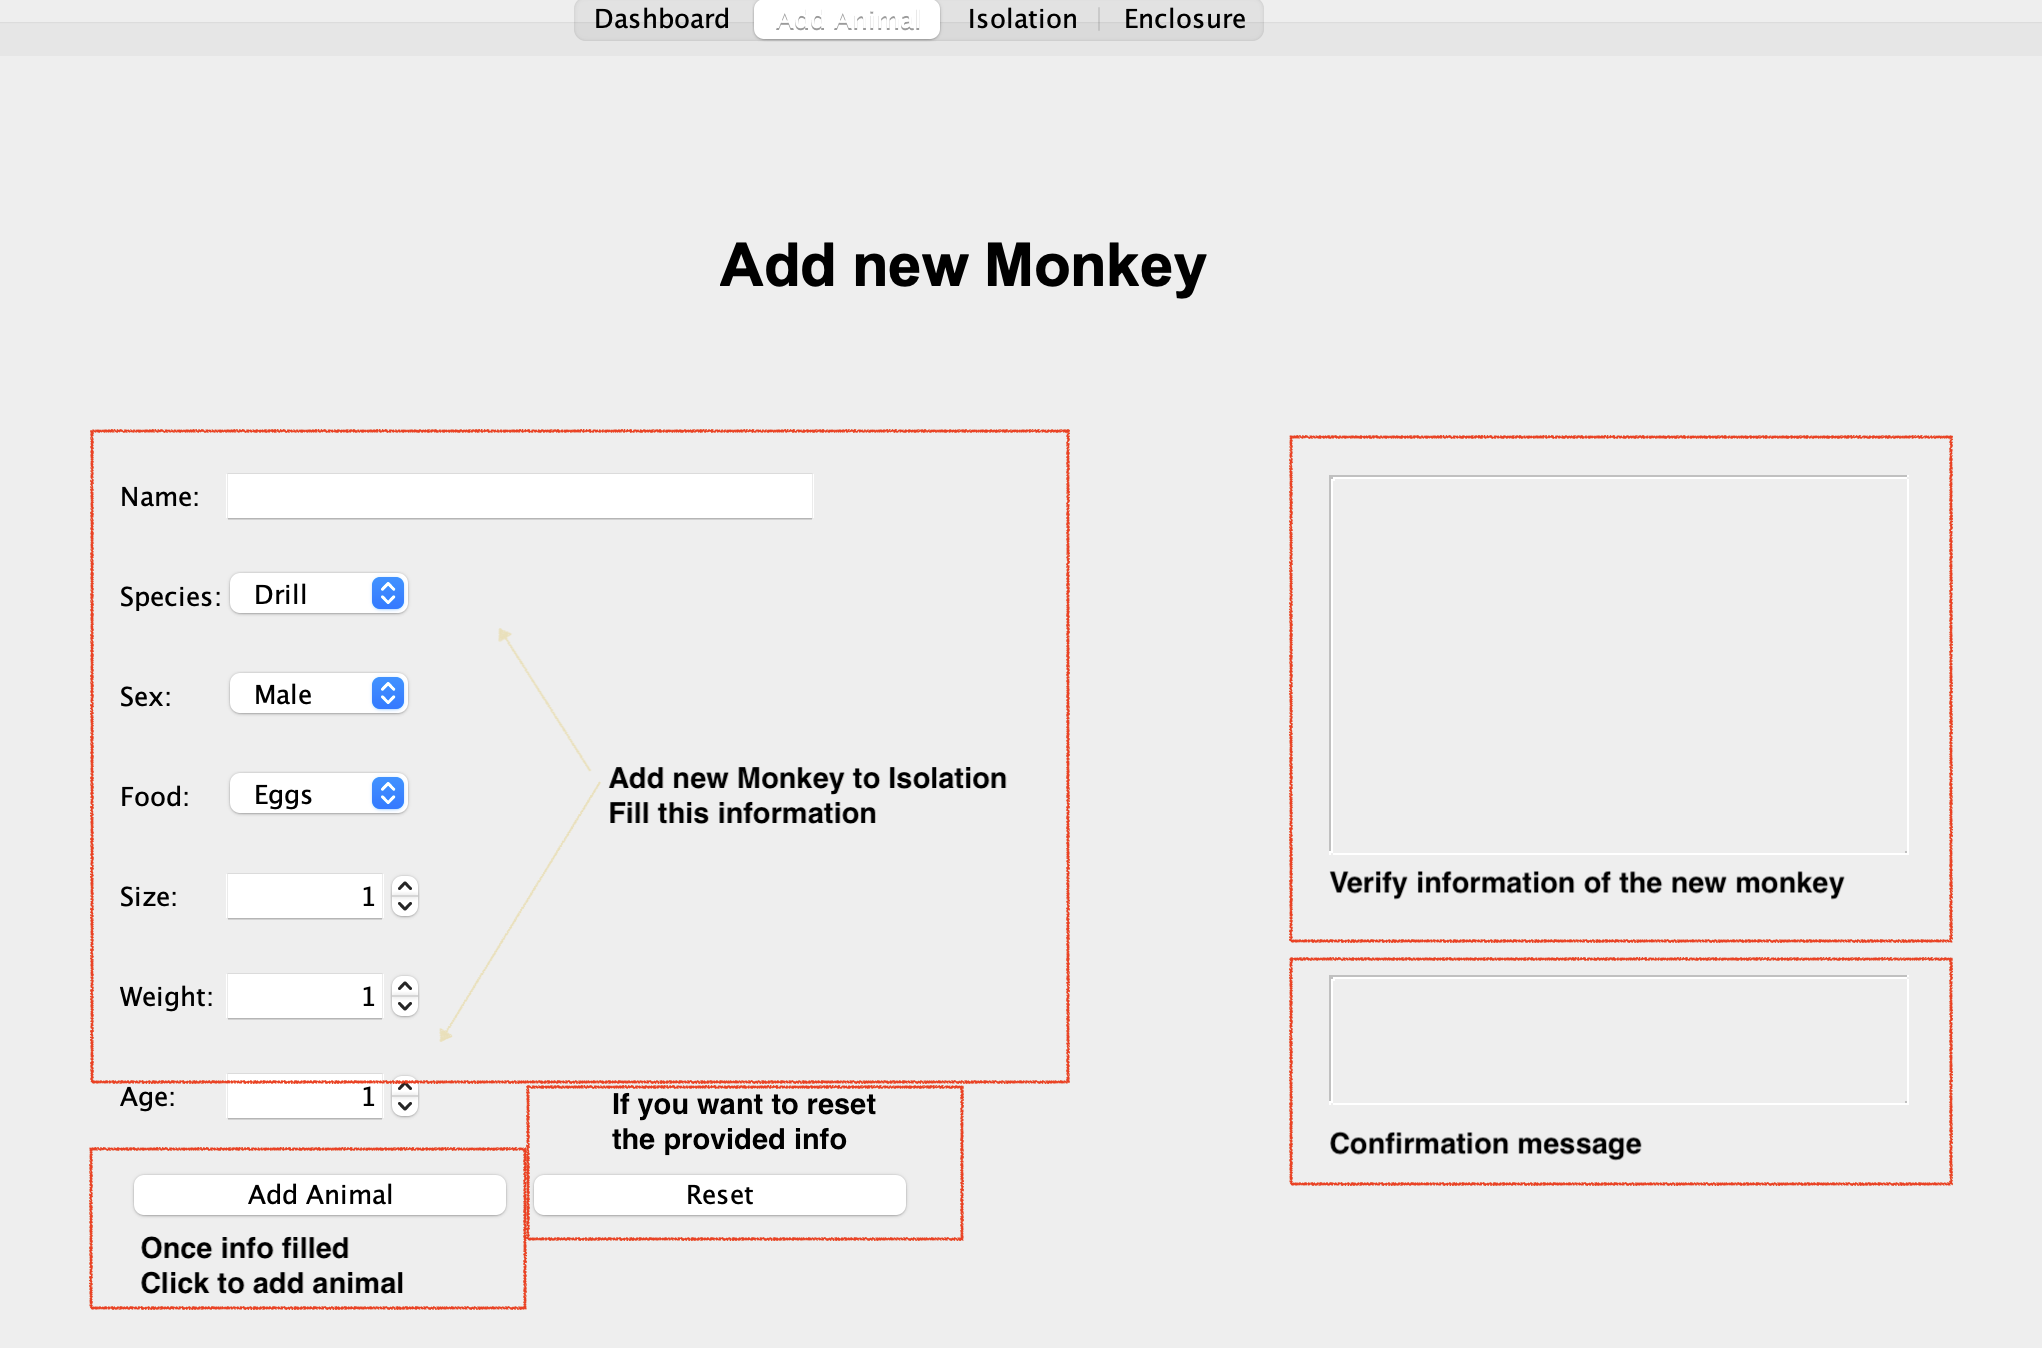 Dashboard Add Animal Isolation Enclosure
Add new Monkey
Name:
Species: Drill
Sex: Male
Food: Eggs
Add new Monkey to Isolation
Fill this information
Size: 1
Weight: 1
Age: 1
If you want to reset
the provided info
Add Animal
Reset
Once info filled
Click to add animal
Verify information of the new monkey
Confirmation message